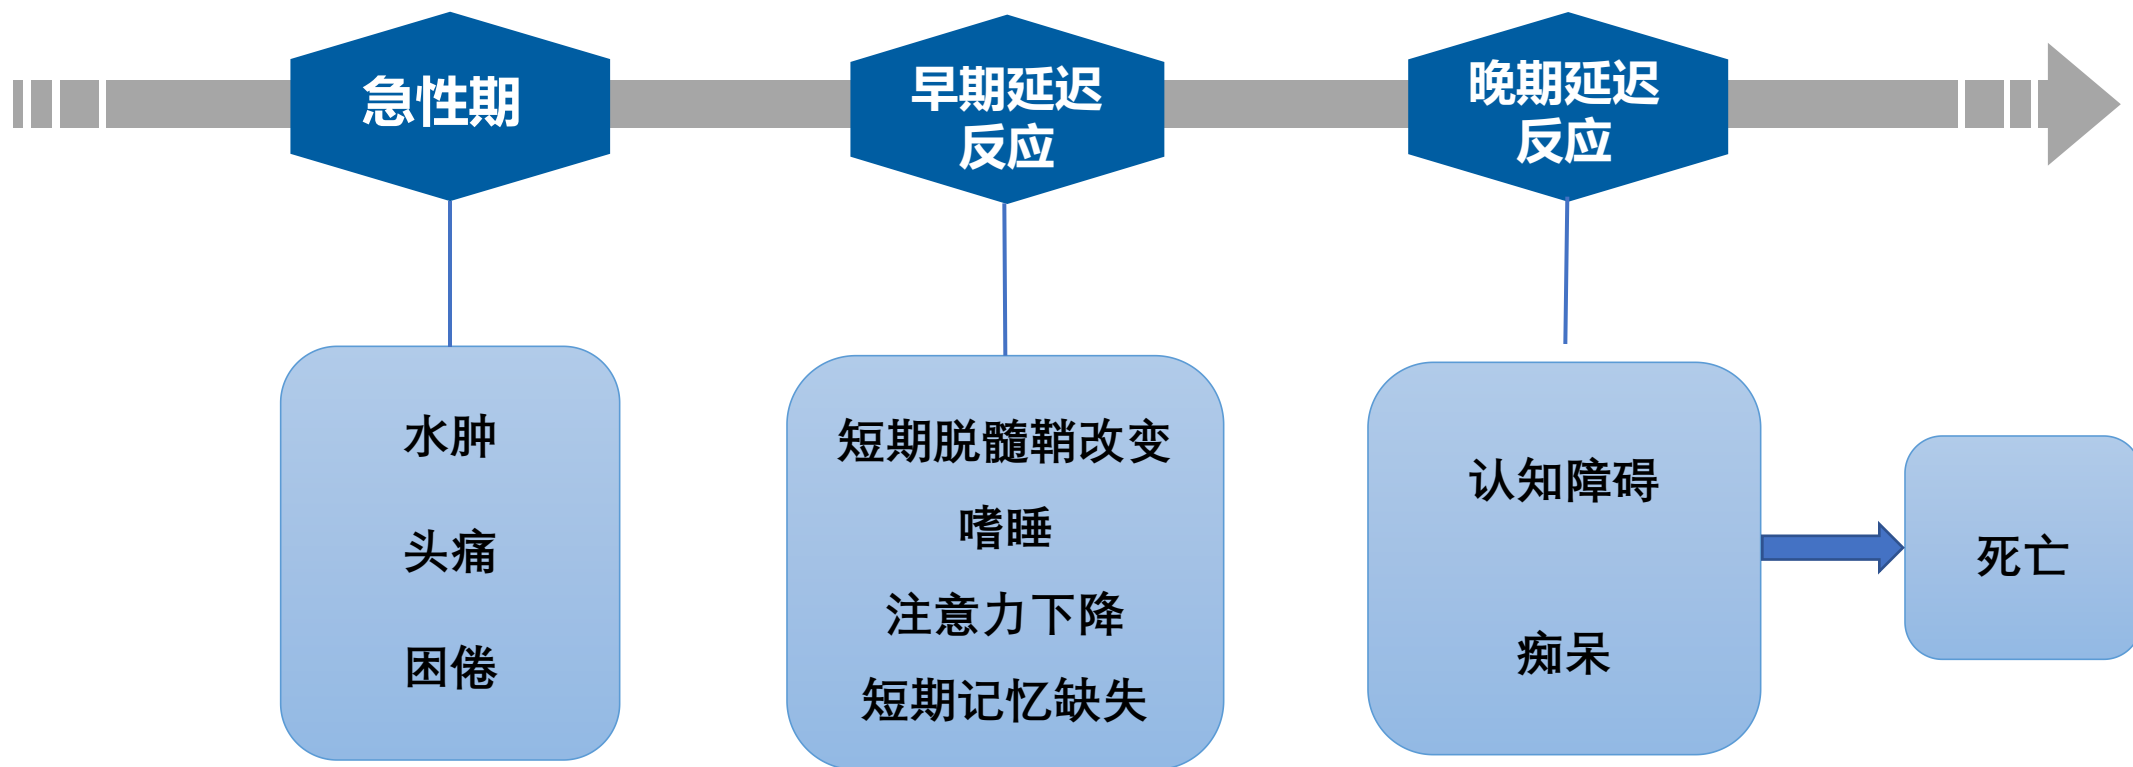 急性期
早期延迟
反应
晚期延迟
反应
水肿
头痛
困倦
短期脱髓鞘改变
嗜睡
注意力下降
短期记忆缺失
认知障碍
痴呆
死亡